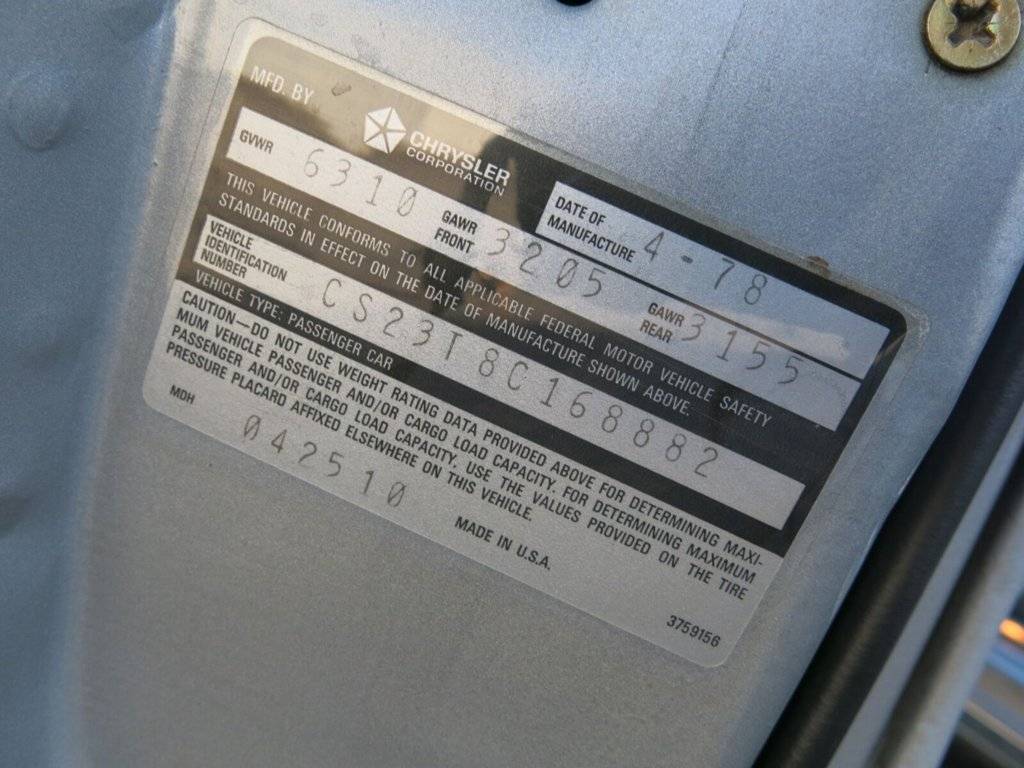 MFD. BY
CHRYSLER
CORPORATION
DATE OF
MANUFACTURE
4-78
GVWR
6310
GAWR
FRONT
3205
GAWR
REAR
3155
THIS VEHICLE CONFORMS TO ALL APPLICABLE FEDERAL MOTOR VEHICLE SAFETY
STANDARDS IN EFFECT ON THE DATE OF MANUFACTURE SHOWN ABOVE.
VEHICLE
IDENTIFICATION
NUMBER
CS23T8C168882
VEHICLE TYPE: PASSENGER CAR
CAUTION—DO NOT USE WEIGHT RATING DATA PROVIDED ABOVE FOR DETERMINING MAXI-
MUM VEHICLE PASSENGER AND/OR CARGO LOAD CAPACITY. FOR DETERMINING MAXIMUM
PASSENGER AND/OR CARGO LOAD CAPACITY, USE THE VALUES PROVIDED ON THE TIRE
PRESSURE PLACARD AFFIXED ELSEWHERE ON THIS VEHICLE.
MDH
042510
MADE IN U.S.A.
3759156